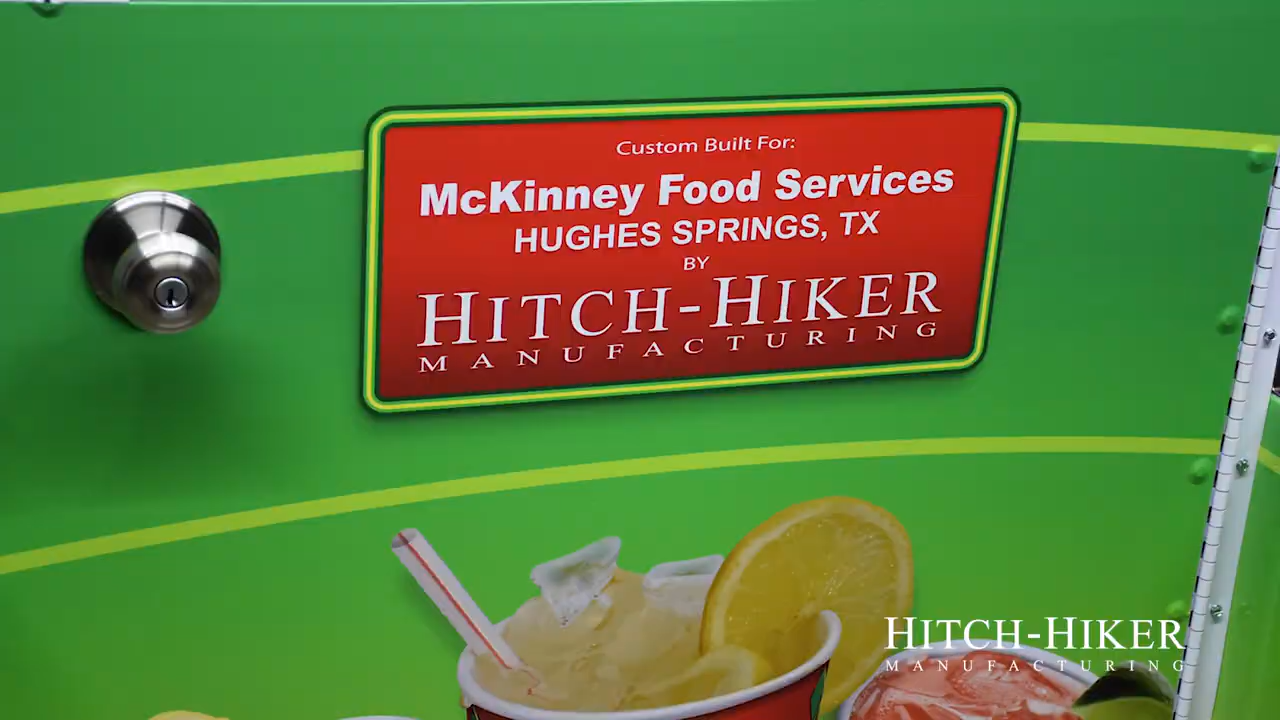 Custom Built For:
McKinney Food Services
HUGHES SPRINGS, TX
BY
HITCH-HIKER
MANUFACTURING
HITCH-HIKER
MANUFACTURING